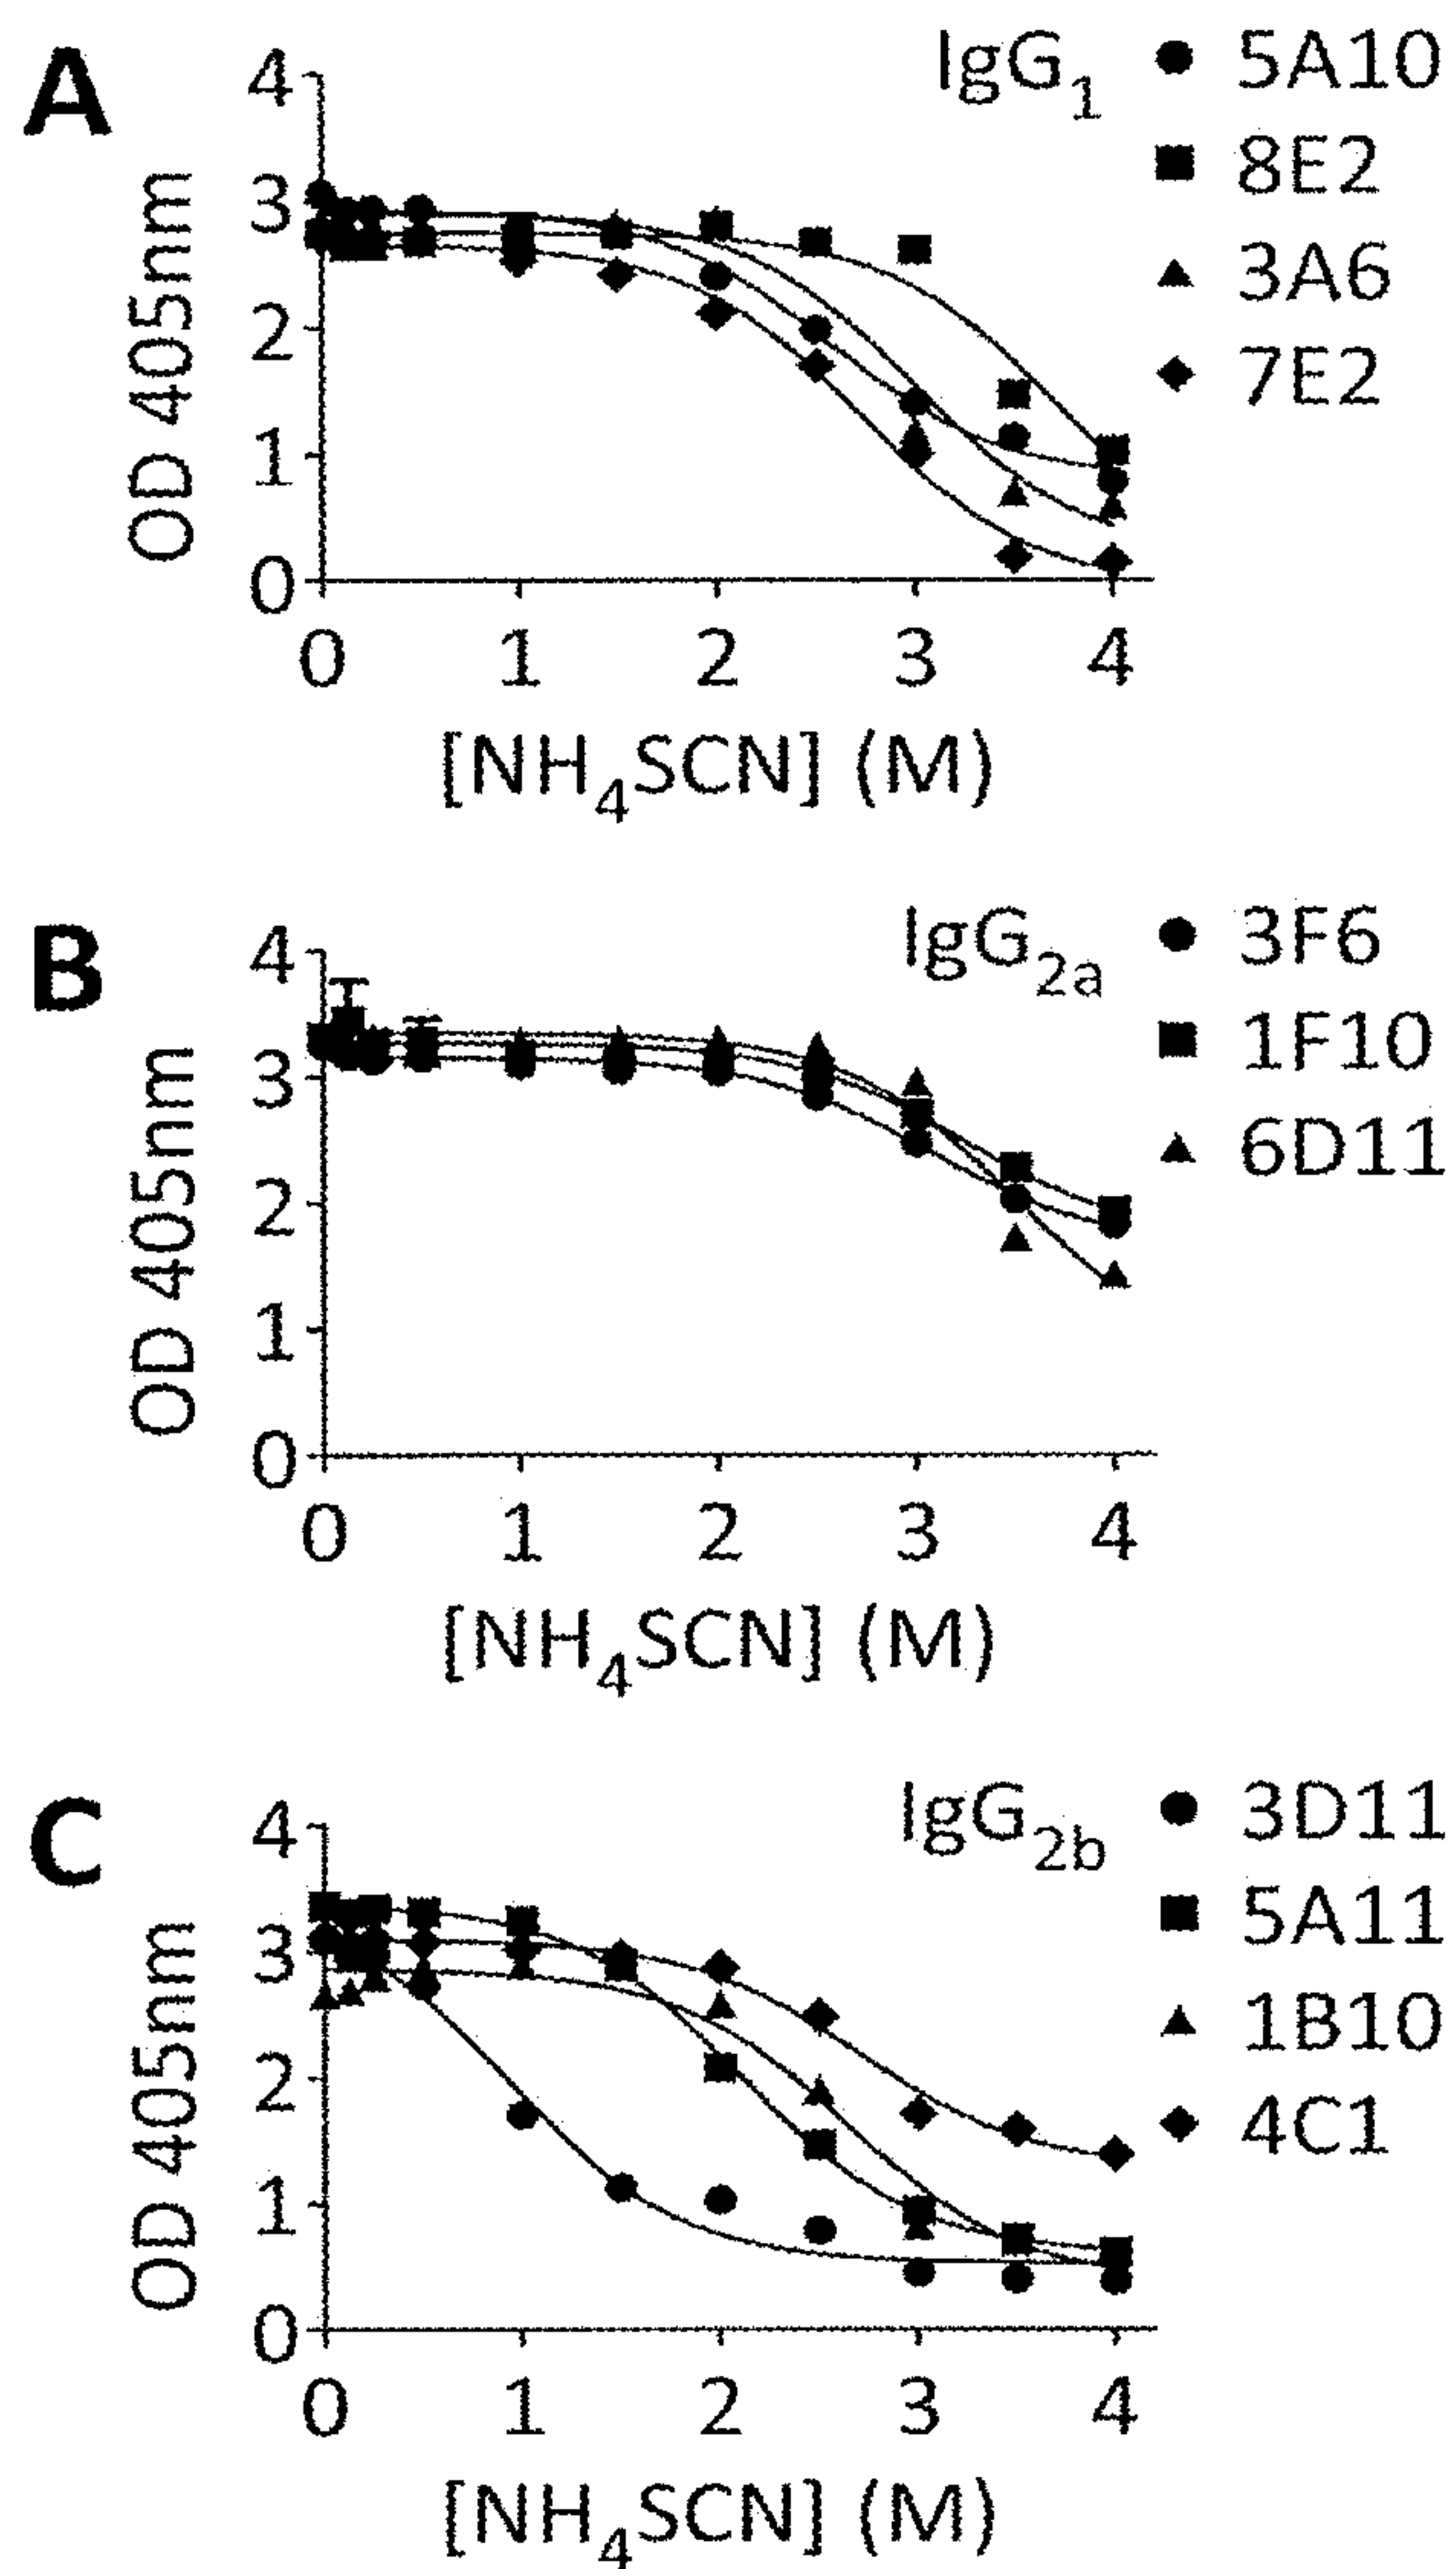 A
IgG1
5A10
8E2
3A6
7E2
OD 405nm
4
3
2
1
0
0 1 2 3 4
[NH4SCN] (M)
B
IgG2a
3F6
1F10
6D11
OD 405nm
4
3
2
1
0
0 1 2 3 4
[NH4SCN] (M)
C
IgG2b
3D11
5A11
1B10
4C1
OD 405nm
4
3
2
1
0
0 1 2 3 4
[NH4SCN] (M)